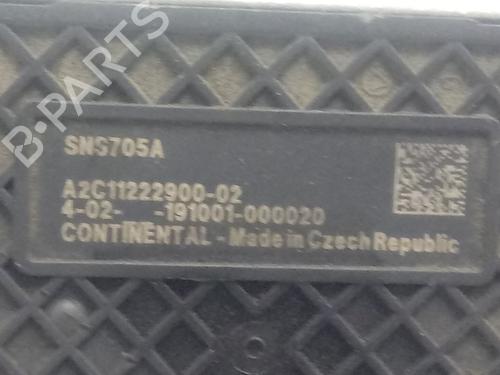 B-PARTS
SNS705A
A2C11222900-02
4-02- -191001-000020
CONTINENTAL - Made in Czech Republic